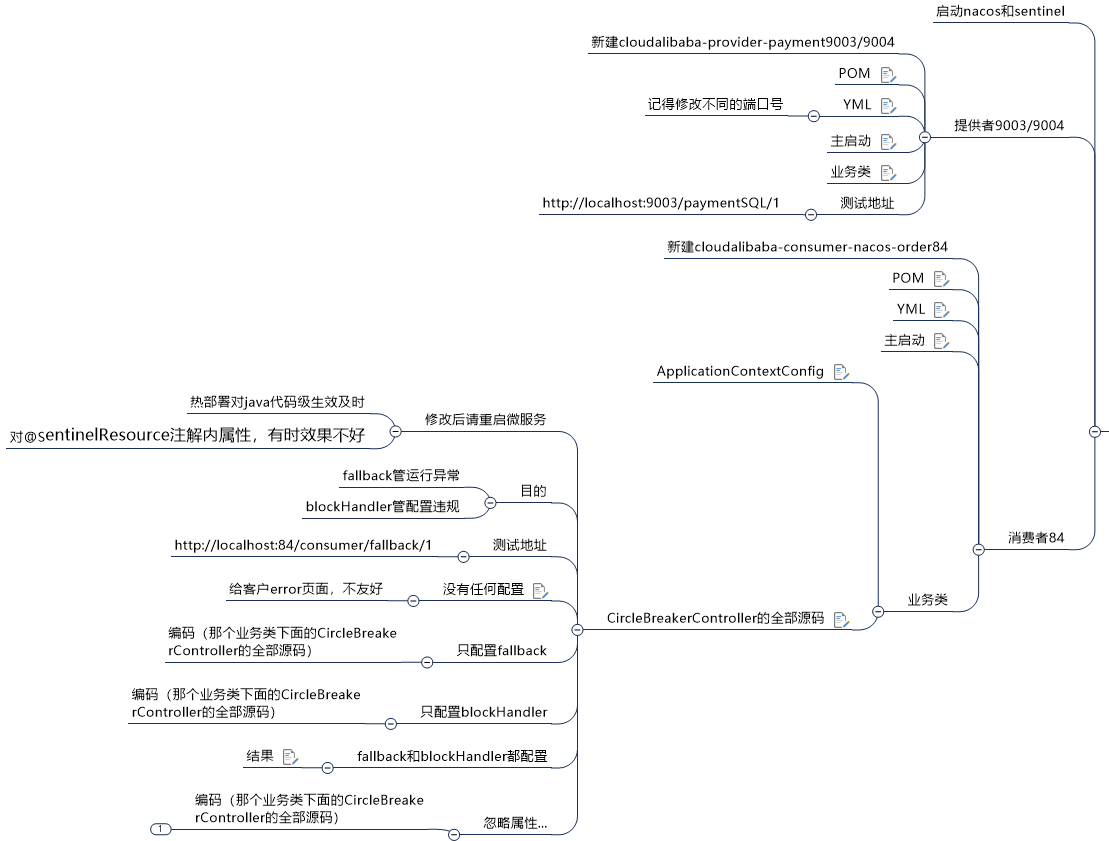 启动nacos和sentinel
新建cloudalibaba-provider-payment9003/9004
POM
记得修改不同的端口号
YML
提供者9003/9004
主启动
业务类
http://localhost:9003/paymentSQL/1
测试地址
新建cloudalibaba-consumer-nacos-order84
POM
YML
主启动
ApplicationContextConfig
热部署对java代码级生效及时
修改后请重启微服务
对@sentinelResource注解内属性，有时效果不好
fallback管运行异常
目的
blockHandler管配置违规
http://localhost:84/consumer/fallback/1
测试地址
消费者84
给客户error页面，不友好
没有任何配置
业务类
CircleBreakerController的全部源码
编码（那个业务类下面的CircleBreake
rController的全部源码）
只配置fallback
编码（那个业务类下面的CircleBreake
rController的全部源码）
只配置blockHandler
结果
fallback和blockHandler都配置
编码（那个业务类下面的CircleBreake
rController的全部源码）
忽略属性...
1